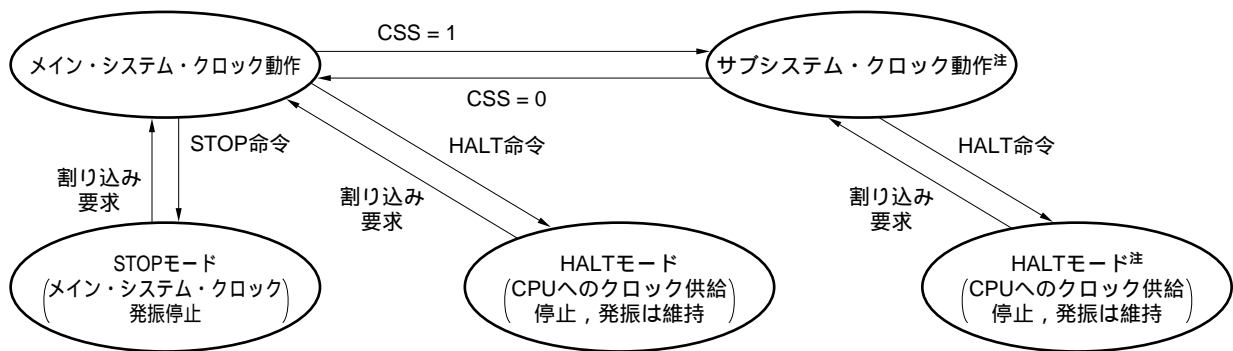 CSS = 1
メイン・システム・クロック動作
サブシステム・クロック動作注
CSS = 0
STOP命令
HALT命令
HALT命令
割り込み
要求
割り込み
要求
割り込み
要求
STOPモード
(メイン・システム・クロック)
発振停止
HALTモード
(CPUへのクロック供給)
停止，発振は維持
HALTモード注
(CPUへのクロック供給)
停止，発振は維持